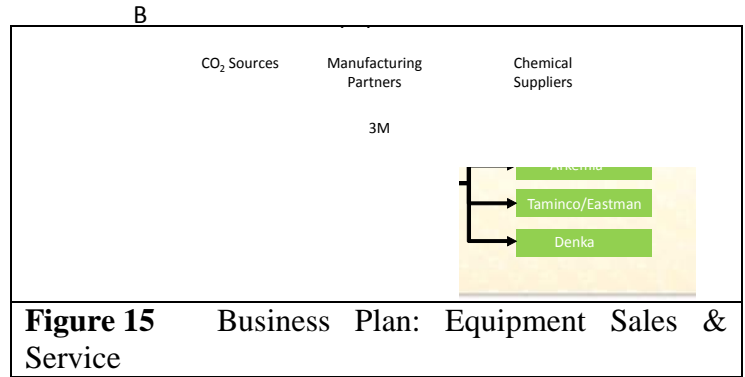 B
CO2 Sources Manufacturing Partners Chemical Suppliers
3M
Taminco/Eastman
Denka
Figure 15 Business Plan: Equipment Sales &
Service